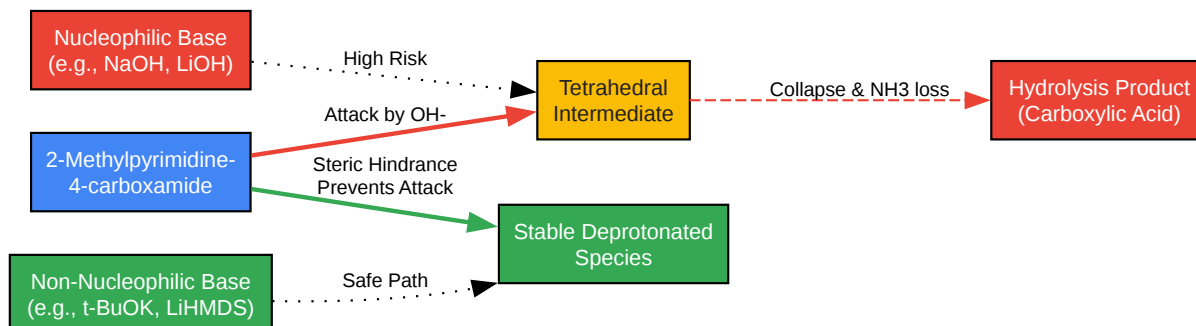 Nucleophilic Base
(e.g., NaOH, LiOH)
High Risk
Tetrahedral
Intermediate
Collapse & NH3 loss
Hydrolysis Product
(Carboxylic Acid)
Attack by OH-
2-Methylpyrimidine-
4-carboxamide
Steric Hindrance
Prevents Attack
Stable Deprotonated
Species
Non-Nucleophilic Base
(e.g., t-BuOK, LiHMDS)
Safe Path